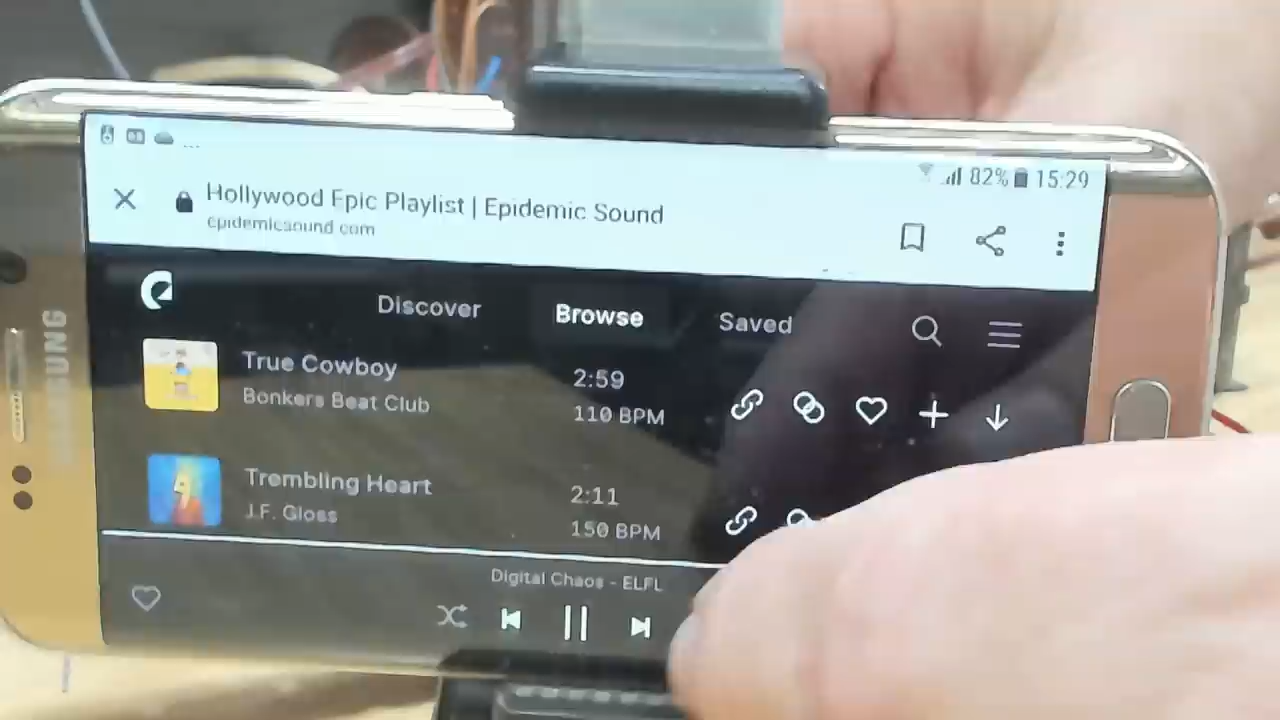 82% 15:29
Hollywood Epic Playlist | Epidemic Sound
epidemicsound.com
Discover Browse Saved
SAMSUNG
True Cowboy 2:59
Bonkers Beat Club 110 BPM
Trembling Heart 2:11
J.F. Gloss 150 BPM
Digital Chaos - ELFL